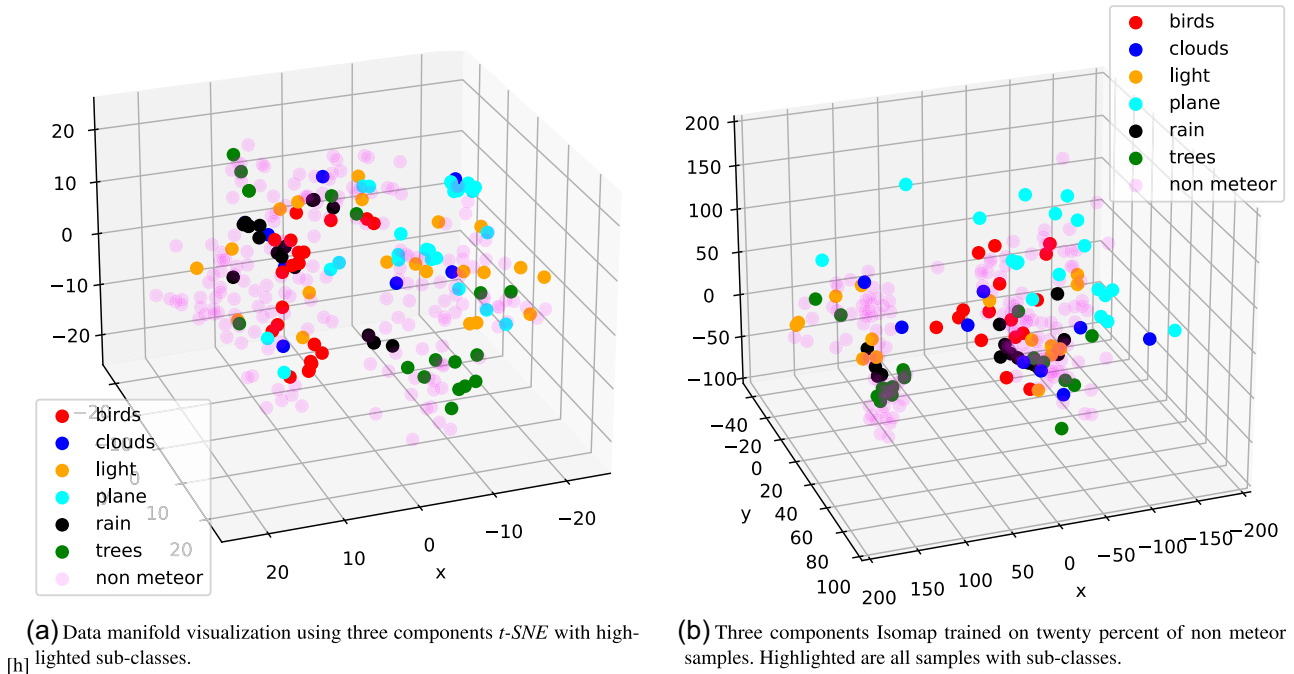 20
10
0
−10
−20
−20
−10
0
10
20
20
10
0
−10
−20
x
birds
clouds
light
plane
rain
trees
non meteor
200
150
100
50
0
−50
−100
−40
−20
0
20
40
60
80
100
y
200
150
100
50
0
−50
−100
−150
−200
x
birds
clouds
light
plane
rain
trees
non meteor
(a) Data manifold visualization using three components t-SNE with high-
[h] lighted sub-classes.
(b) Three components Isomap trained on twenty percent of non meteor
samples. Highlighted are all samples with sub-classes.